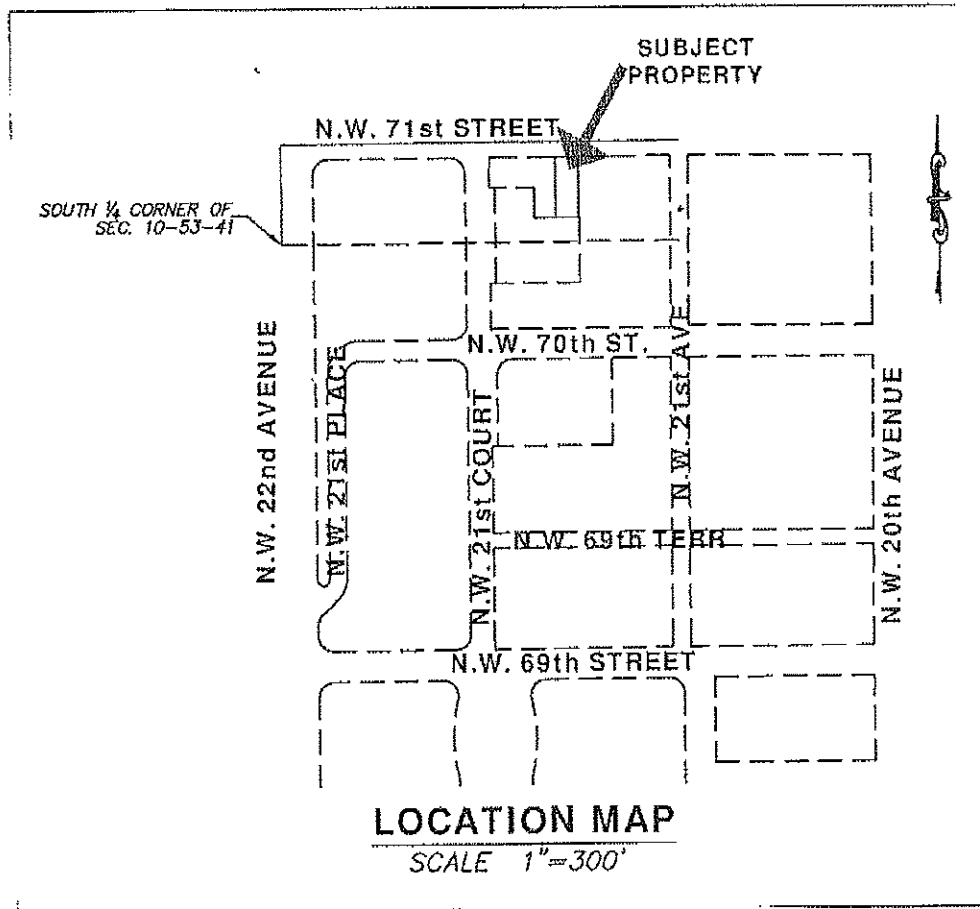 SUBJECT
PROPERTY
N.W. 71st STREET
SOUTH ¼ CORNER OF
SEC. 10-53-41
N.W. 70th ST.
N.W. 22nd AVENUE
N.W. 21st PLACE
N.W. 21st COURT
N.W. 21st AVE
N.W. 20th AVENUE
N.W. 69th TERR
N.W. 69th STREET
LOCATION MAP
SCALE 1"=300'